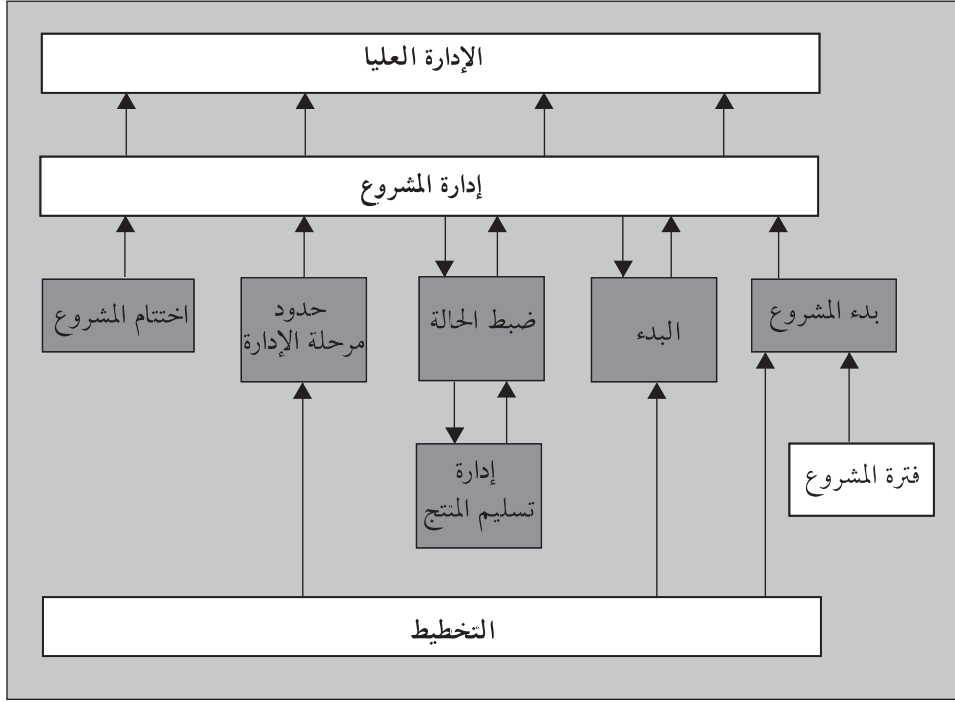 الإدارة العليا
إدارة المشروع
بدء المشروع
البدء
ضبط الحالة
حدود
مرحلة الإدارة
اختتام المشروع
فترة المشروع
إدارة
تسليم المنتج
التخطيط